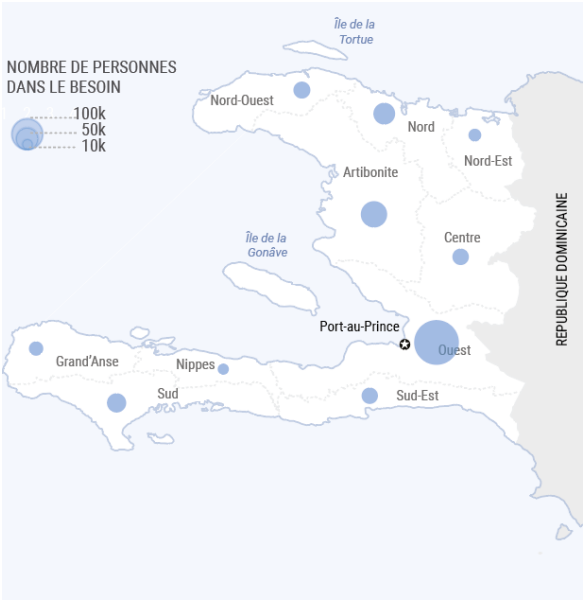 Île de la
Tortue
NOMBRE DE PERSONNES
DANS LE BESOIN
100k
50k
10k
Nord-Ouest
Nord
Nord-Est
Artibonite
Centre
Île de la
Gonâve
REPUBLIQUE DOMINICAINE
Port-au-Prince
Ouest
Grand'Anse
Nippes
Sud
Sud-Est